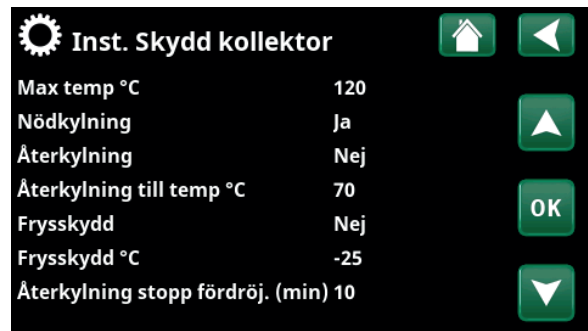 Inst. Skydd kollektor
Max temp °C 120
Nödkylning Ja
Återkylning Nej
Återkylning till temp °C 70
Frysskydd Nej
Frysskydd °C -25
Återkylning stopp fördröj. (min) 10
OK